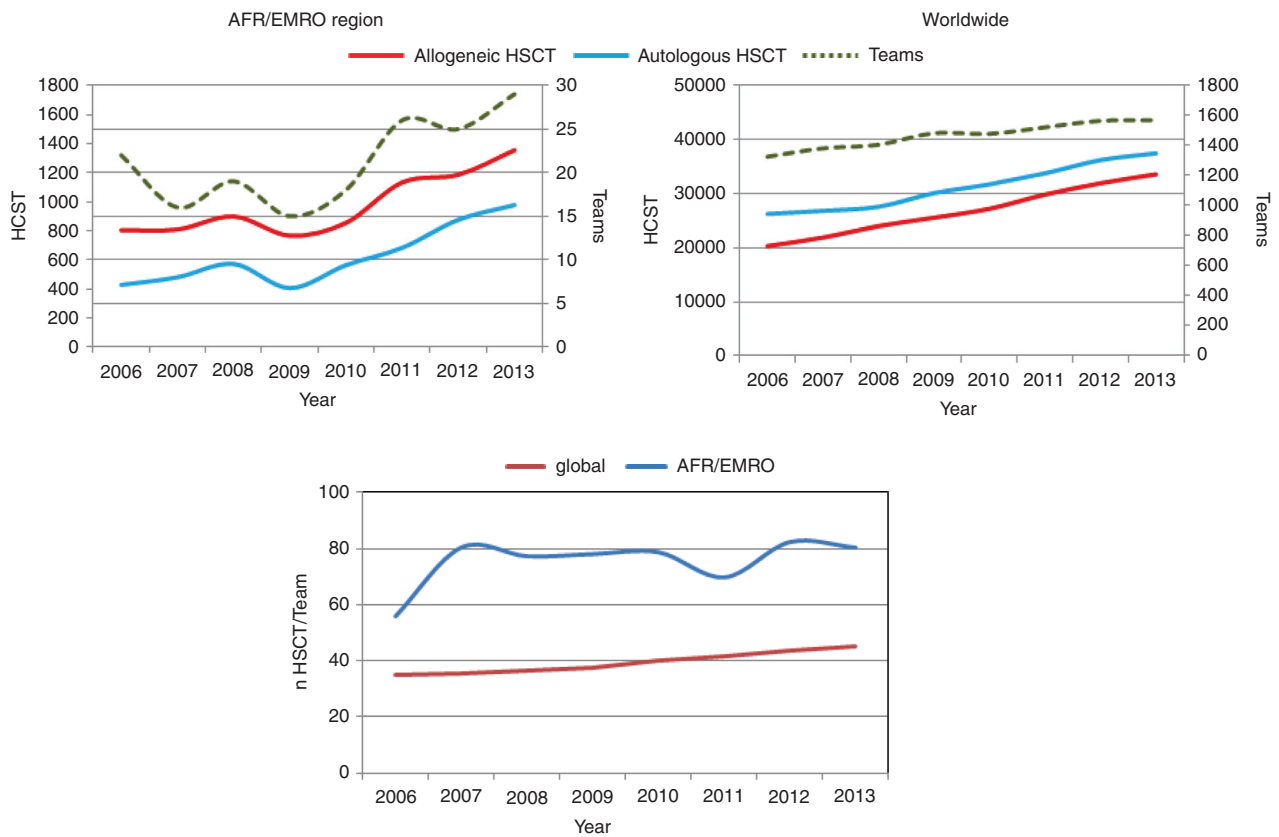 AFR/EMRO region
Worldwide
Allogeneic HSCT
Autologous HSCT
Teams
1800
1600
1400
1200
1000
800
600
400
200
0
HCST
30
25
20
15
10
5
0
Teams
2006 2007 2008 2009 2010 2011 2012 2013
Year
50000
40000
30000
20000
10000
0
HCST
1800
1600
1400
1200
1000
800
600
400
200
0
Teams
2006 2007 2008 2009 2010 2011 2012 2013
Year
global
AFR/EMRO
100
80
60
40
20
0
n HSCT/Team
2006 2007 2008 2009 2010 2011 2012 2013
Year